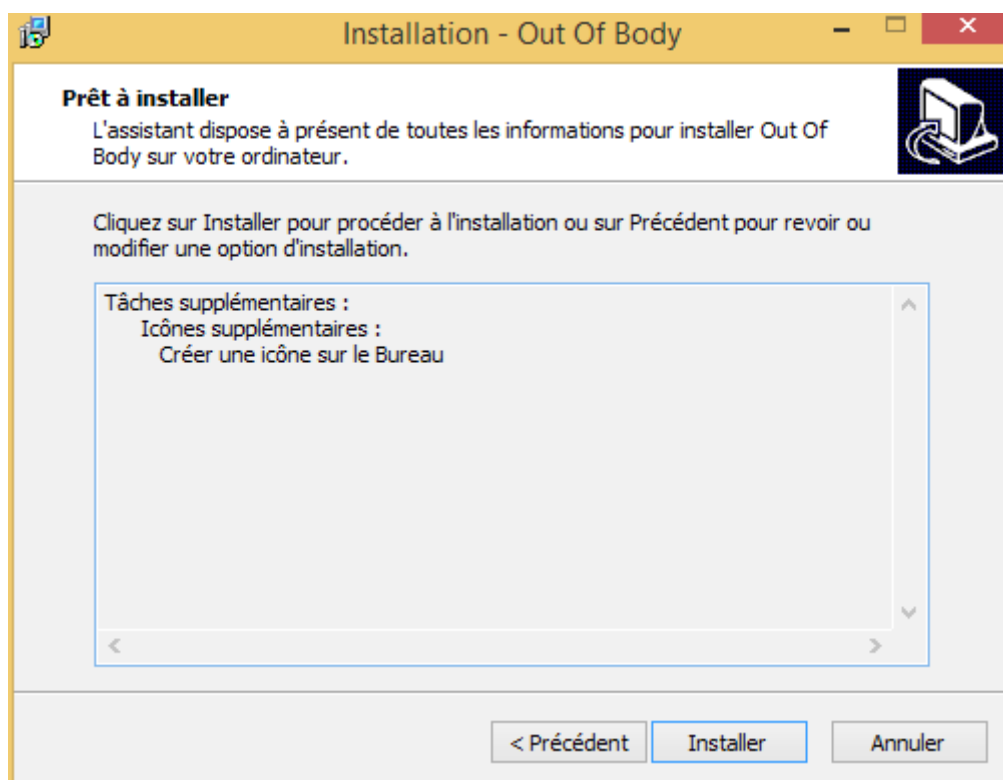 Installation - Out Of Body
Prêt à installer
L'assistant dispose à présent de toutes les informations pour installer Out Of
Body sur votre ordinateur.
Cliquez sur Installer pour procéder à l'installation ou sur Précédent pour revoir ou
modifier une option d'installation.
Tâches supplémentaires :
Icônes supplémentaires :
Créer une icône sur le Bureau
< Précédent
Installer
Annuler